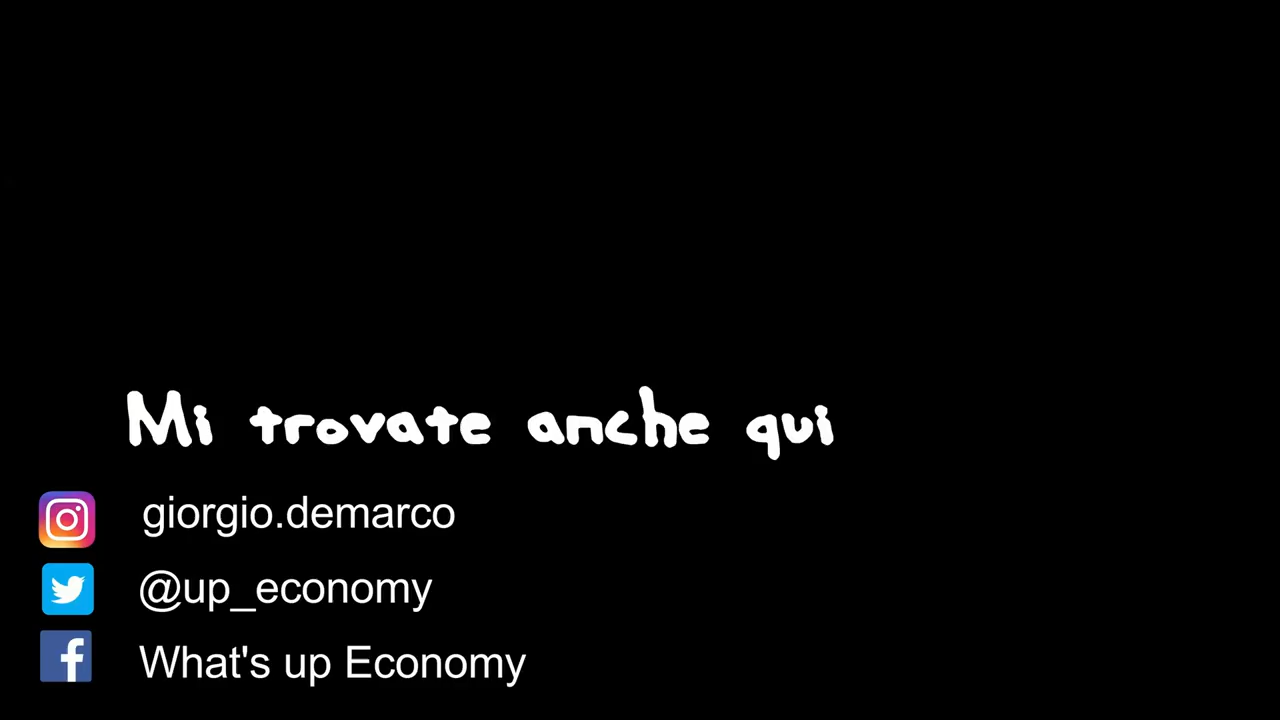 Mi trovate anche qui
giorgio.demarco
@up_economy
What's up Economy